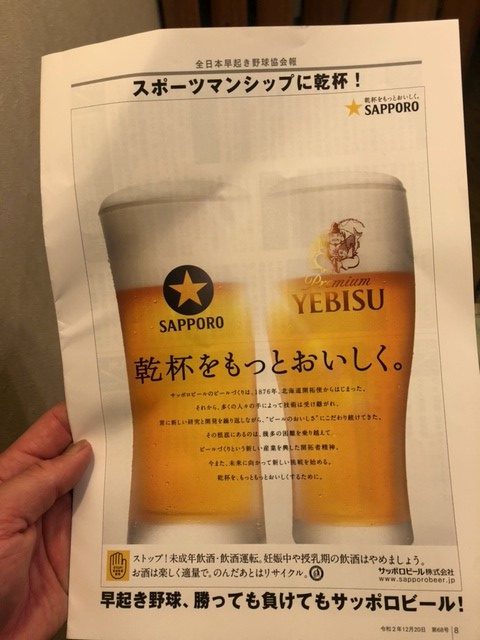 全日本早起き野球協会報
スポーツマンシップに乾杯！
乾杯をもっとおいしく。
SAPPORO
Premium
YEBISU
SAPPORO
乾杯をもっとおいしく。
サッポロビールのビールづくりは、1876年、北海道開拓使からはじまった。
それから、多くの人々の手によって技術は受け継がれ、
常に新しい研究と開発を繰り返しながら、“ビールのおいしさ”にこだわり続けてきた。
その根底にあるのは、幾多の困難を乗り越えて、
ビールづくりという新しい産業を興した開拓者精神。
今また、未来に向かって新しい挑戦を始める。
乾杯を、もっともっとおいしくするために。
ストップ！未成年飲酒・飲酒運転。妊娠中や授乳期の飲酒はやめましょう。
お酒は楽しく適量で。のんだあとはリサイクル。
サッポロビール株式会社
www.sapporobeer.jp
早起き野球、勝っても負けてもサッポロビール！
令和2年12月20日 第68号 8